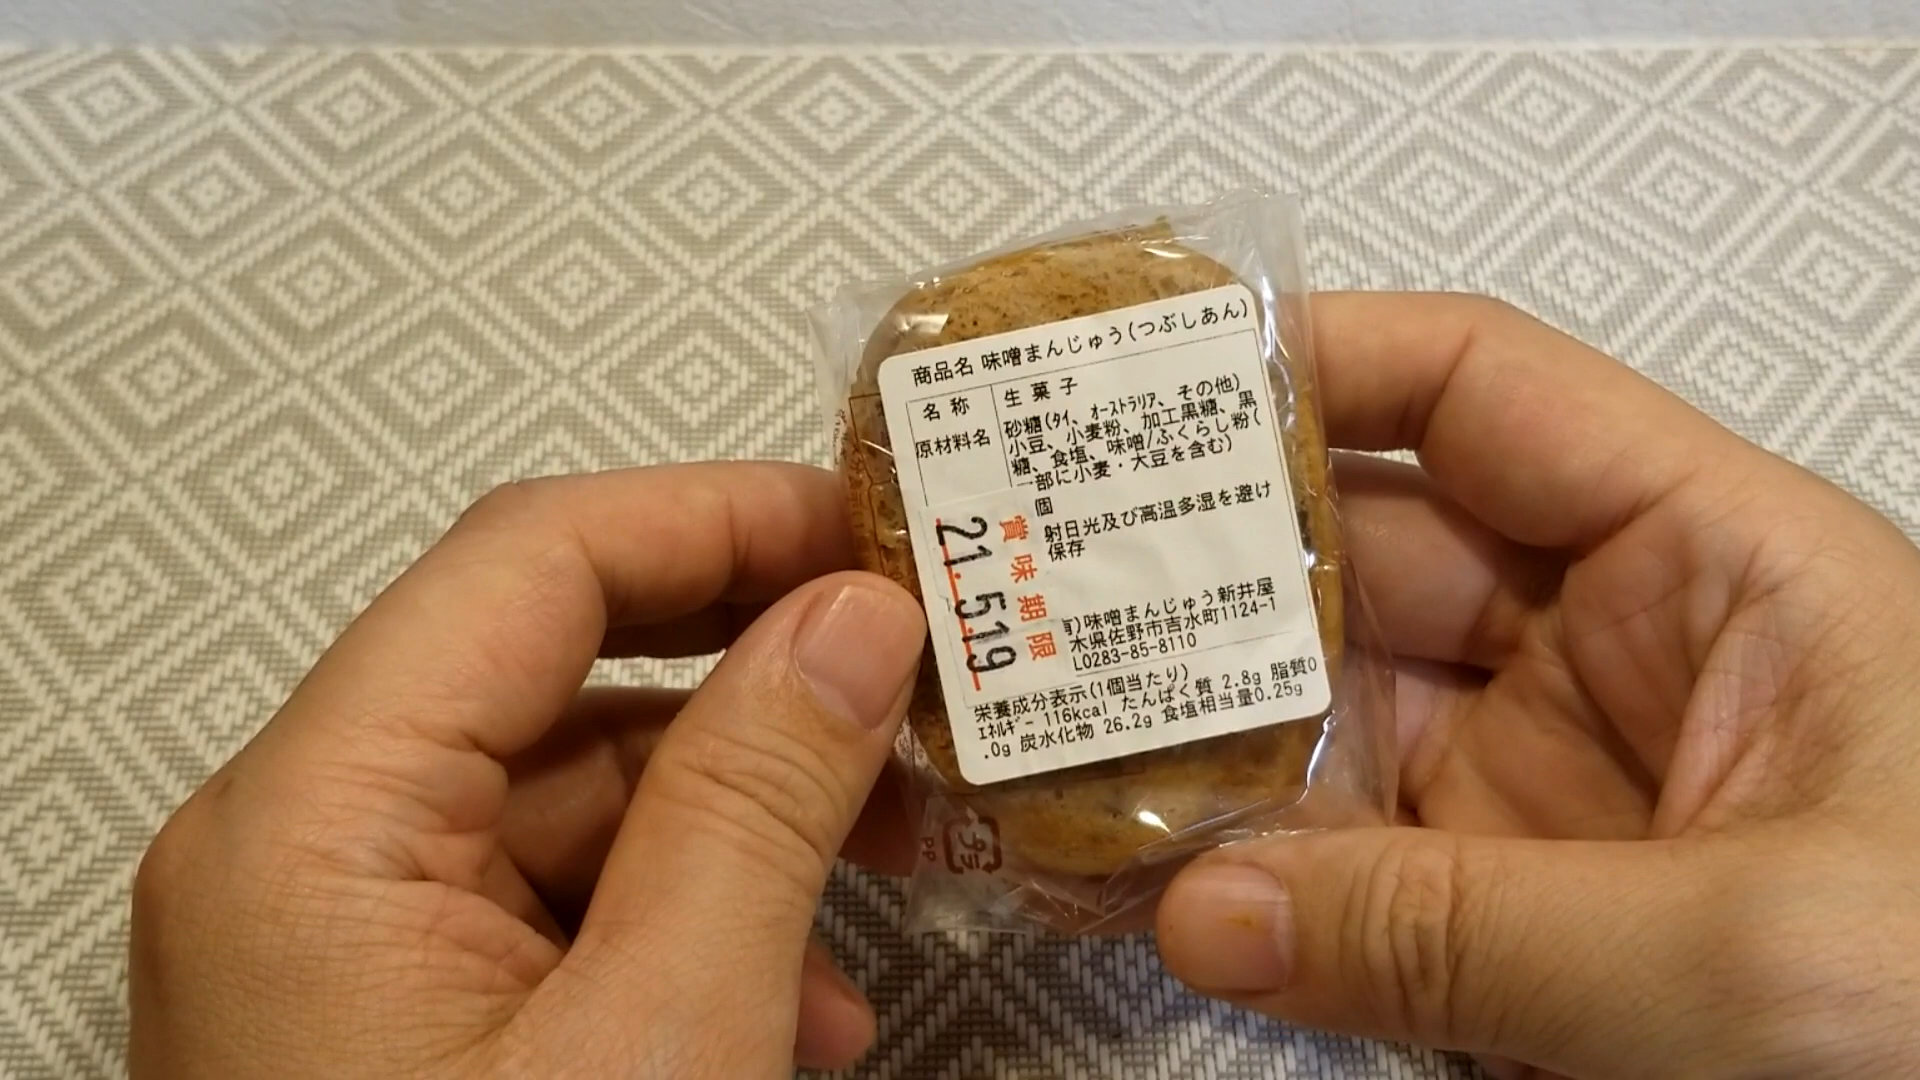 商品名 味噌まんじゅう(つぶしあん)
名称 生菓子
原材料名 砂糖(ﾀｲ、ｵｰｽﾄﾗﾘｱ、その他)
小豆、小麦粉、加工黒糖、黒
糖、食塩、味噌/ふくらし粉(
一部に小麦・大豆を含む)
個
賞味期限
21.5.19
射日光及び高温多湿を避け
保存
有)味噌まんじゅう新井屋
木県佐野市吉水町1124-1
L0283-85-8110
栄養成分表示(1個当たり)
ｴﾈﾙｷﾞｰ 116kcal たんぱく質 2.8g 脂質0
.0g 炭水化物 26.2g 食塩相当量0.25g
プラ
PP